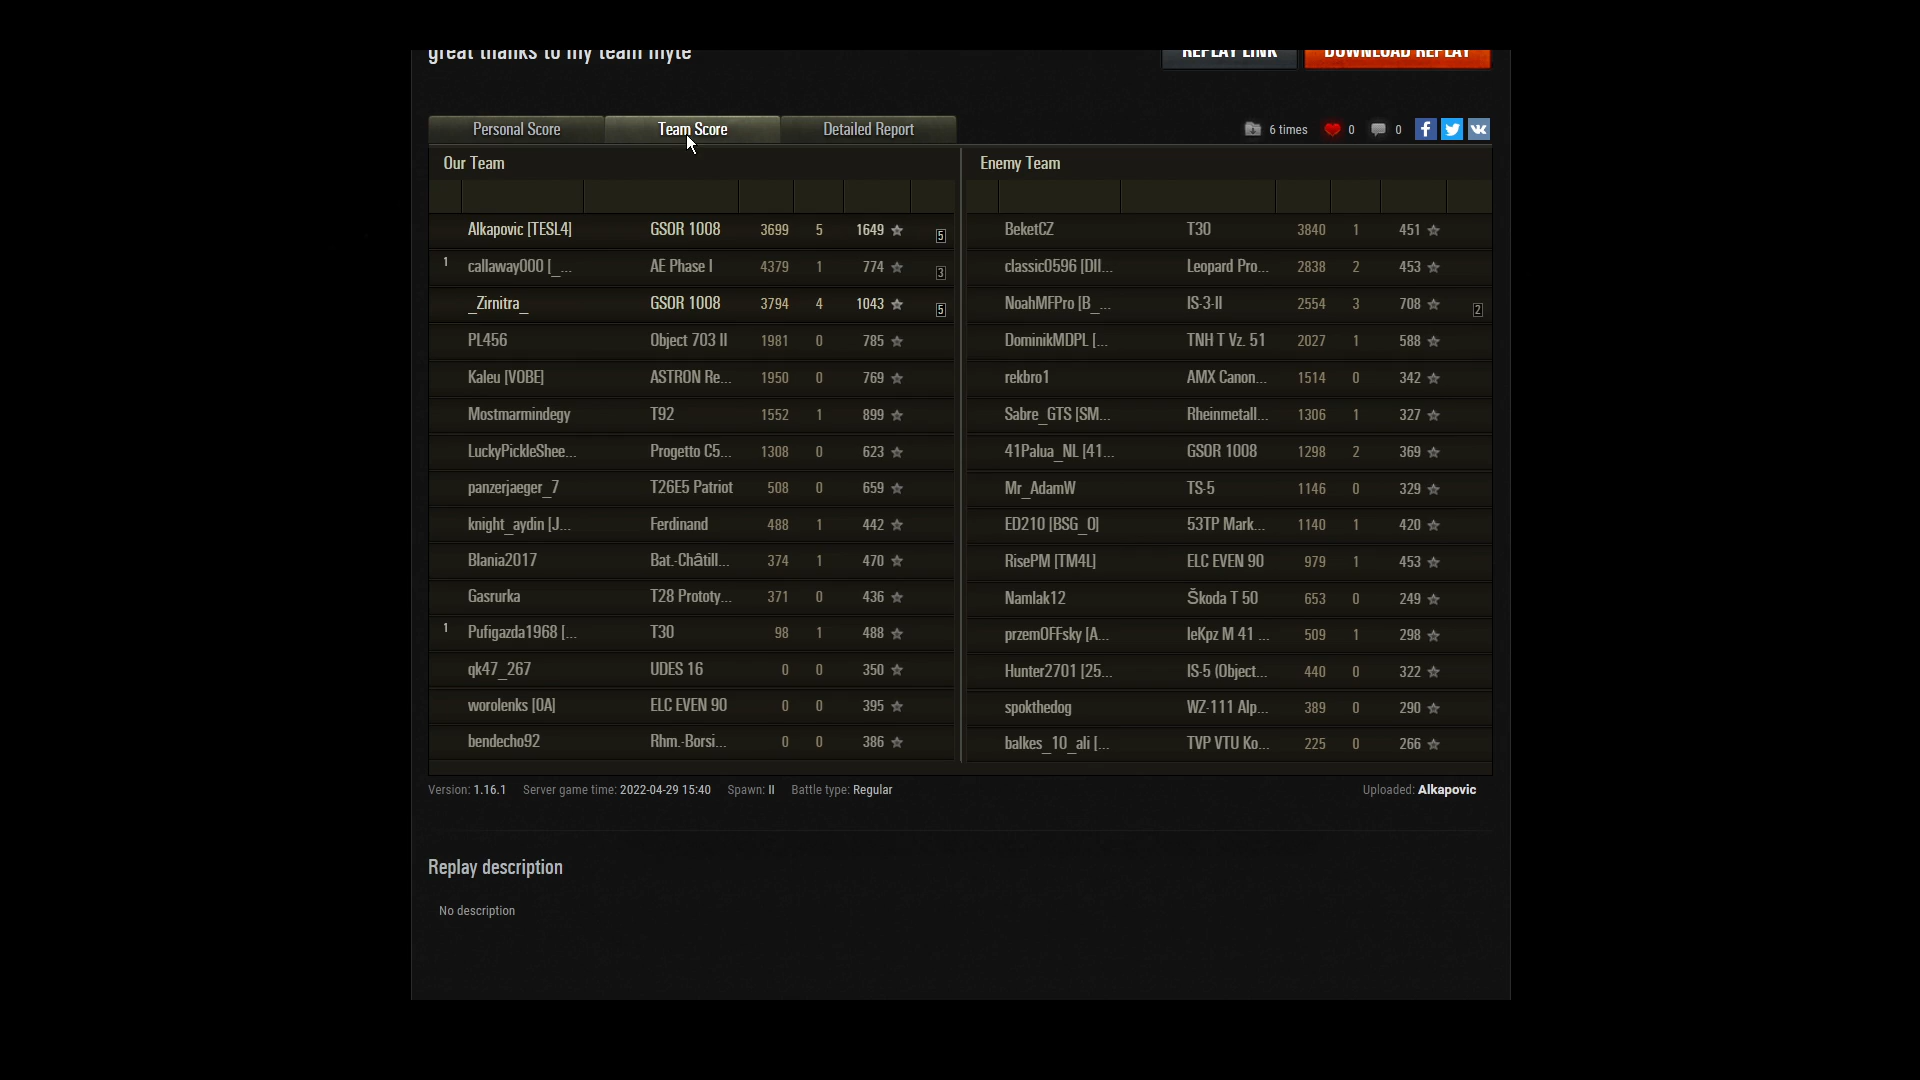 great thanks to my team myte
REPLAY LINK
DOWNLOAD REPLAY
Personal Score
Team Score
Detailed Report
6 times
0
0
Our Team
Enemy Team
Alkapovic [TESL4] GSOR 1008 3699 5 1649 5
1 callaway000 [_... AE Phase I 4379 1 774 3
_Zirnitra_ GSOR 1008 3794 4 1043 5
PL456 Object 703 II 1981 0 785
Kaleu [VOBE] ASTRON Re... 1950 0 769
Mostmarmindegy T92 1552 1 899
LuckyPickleShee... Progetto C5... 1308 0 623
panzerjaeger_7 T26E5 Patriot 508 0 659
knight_aydin [J... Ferdinand 488 1 442
Blania2017 Bat.-Châtill... 374 1 470
Gasrurka T28 Prototy... 371 0 436
1 Pufigazda1968 [... T30 98 1 488
qk47_267 UDES 16 0 0 350
worolenks [OA] ELC EVEN 90 0 0 395
bendecho92 Rhm.-Borsi... 0 0 386
BeketCZ T30 3840 1 451
classic0596 [DII... Leopard Pro... 2838 2 453
NoahMFPro [B_... IS-3-II 2554 3 708 2
DominikMDPL [... TNH T Vz. 51 2027 1 588
rekbro1 AMX Canon... 1514 0 342
Sabre_GTS [SM... Rheinmetall... 1306 1 327
41Palua_NL [41... GSOR 1008 1298 2 369
Mr_AdamW TS-5 1146 0 329
ED210 [BSG_O] 53TP Mark... 1140 1 420
RisePM [TM4L] ELC EVEN 90 979 1 453
Namlak12 Škoda T 50 653 0 249
przemOFFsky [A... leKpz M 41 ... 509 1 298
Hunter2701 [25... IS-5 (Object... 440 0 322
spokthedog WZ-111 Alp... 389 0 290
balkes_10_ali [... TVP VTU Ko... 225 0 266
Version: 1.16.1 Server game time: 2022-04-29 15:40 Spawn: II Battle type: Regular
Uploaded: Alkapovic
Replay description
No description